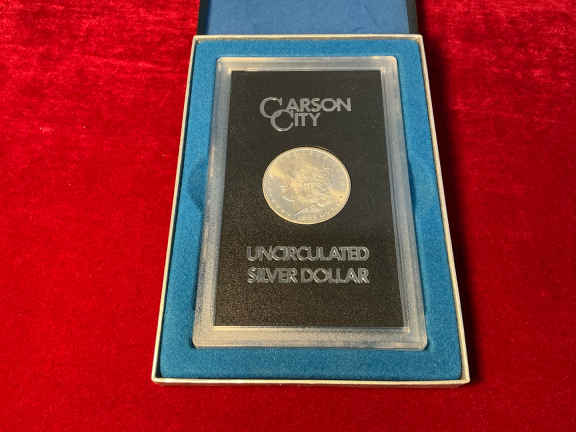 CARSON
CITY
UNCIRCULATED
SILVER DOLLAR